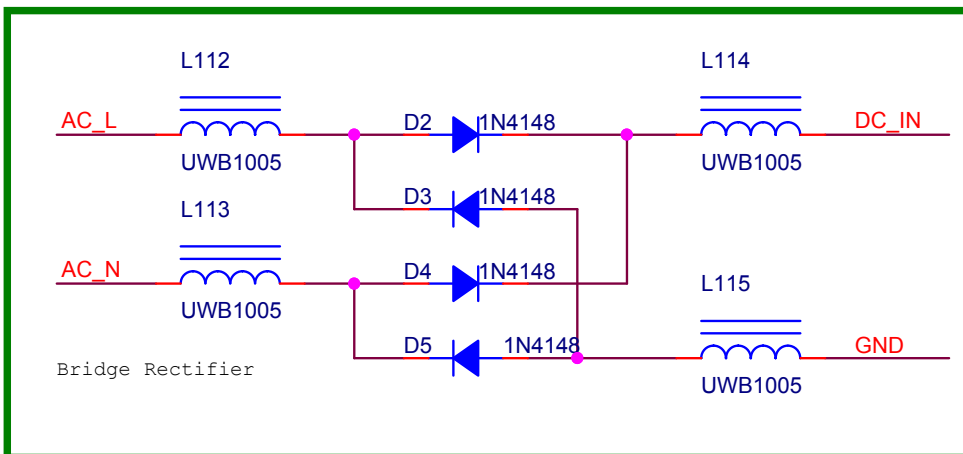 L112
L114
AC_L
D2
1N4148
DC_IN
UWB1005
UWB1005
D3
1N4148
L113
AC_N
D4
1N4148
L115
UWB1005
D5
1N4148
GND
Bridge Rectifier
UWB1005